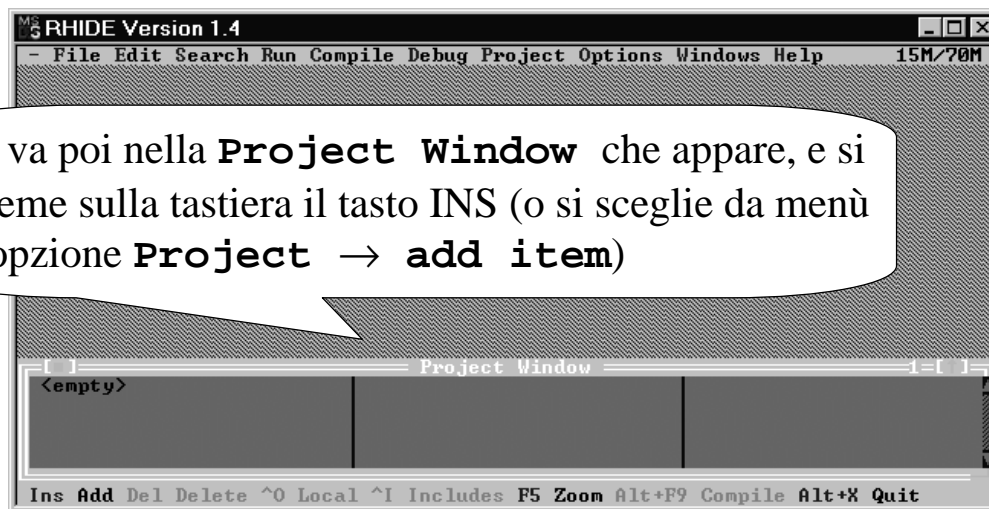 RHIDE Version 1.4
- File Edit Search Run Compile Debug Project Options Windows Help 15M/70M
va poi nella Project Window che appare, e si
eme sulla tastiera il tasto INS (o si sceglie da menù
opzione Project → add item)
Project Window
<empty>
Ins Add Del Delete ^O Local ^I Includes F5 Zoom Alt+F9 Compile Alt+X Quit